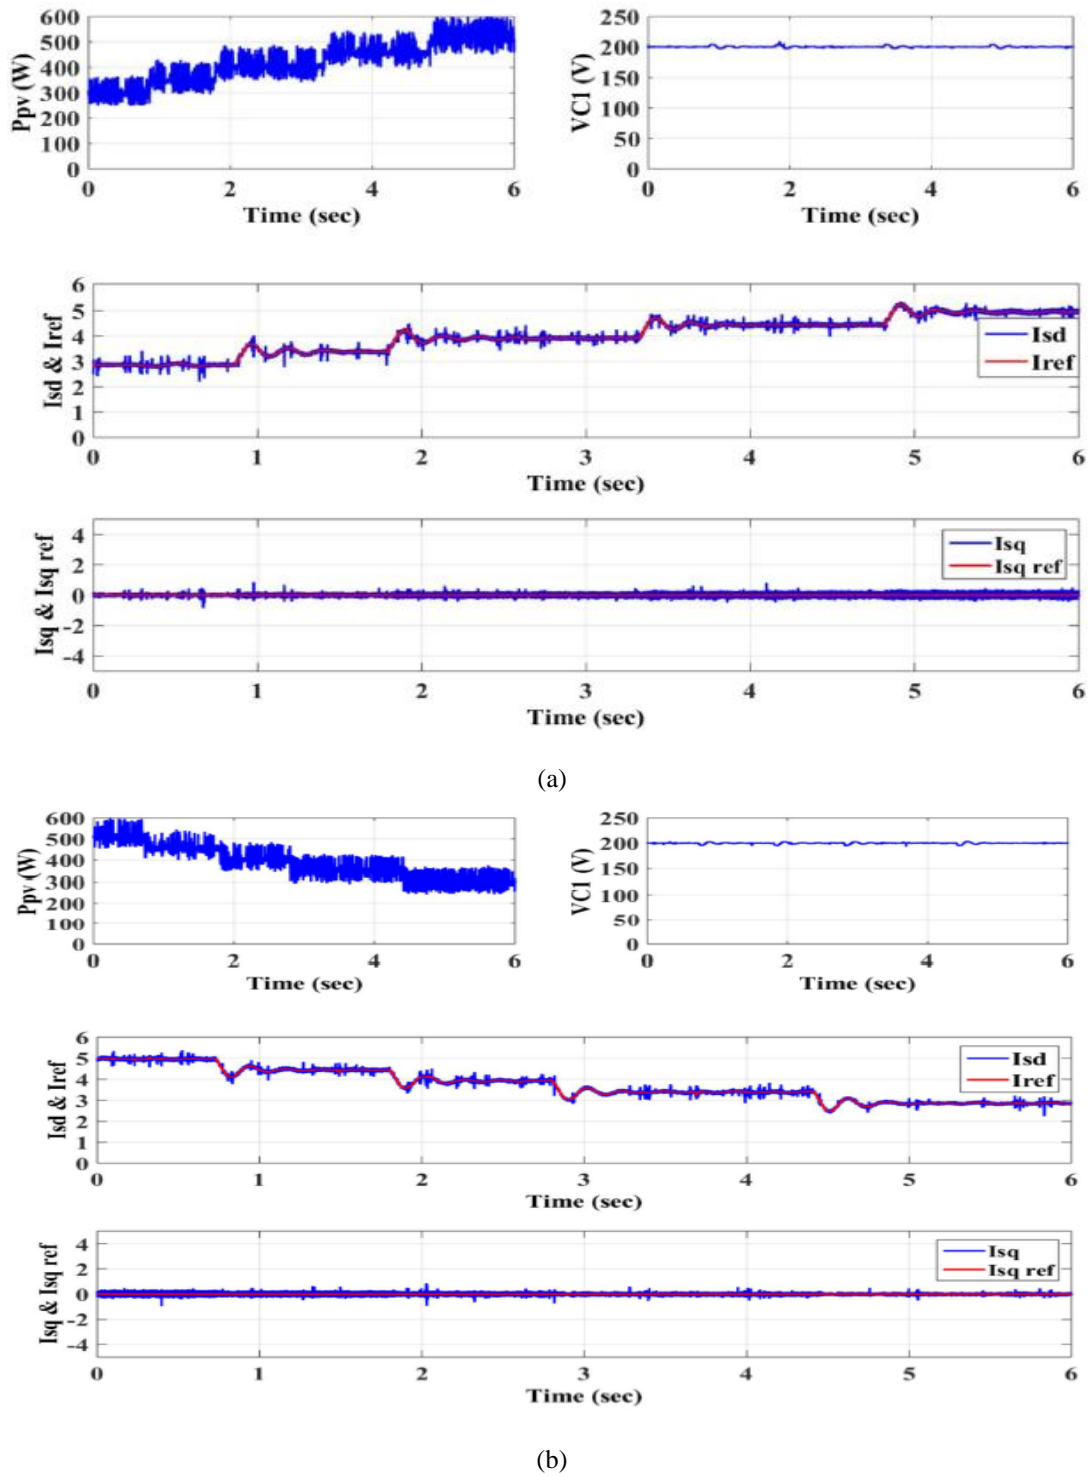 600
500
400
300
200
100
0
Ppv (W)
0 2 4 6
Time (sec)
250
200
150
100
50
0
VC1 (V)
0 2 4 6
Time (sec)
6
5
4
3
2
1
0
Isd & Iref
Isd
Iref
0 1 2 3 4 5 6
Time (sec)
4
2
0
-2
-4
Isq & Isq ref
Isq
Isq ref
0 1 2 3 4 5 6
Time (sec)
(a)
600
500
400
300
200
100
0
Ppv (W)
0 2 4 6
Time (sec)
250
200
150
100
50
0
VC1 (V)
0 2 4 6
Time (sec)
6
5
4
3
2
1
0
Isd & Iref
Isd
Iref
0 1 2 3 4 5 6
Time (sec)
4
2
0
-2
-4
Isq & Isq ref
Isq
Isq ref
0 1 2 3 4 5 6
Time (sec)
(b)